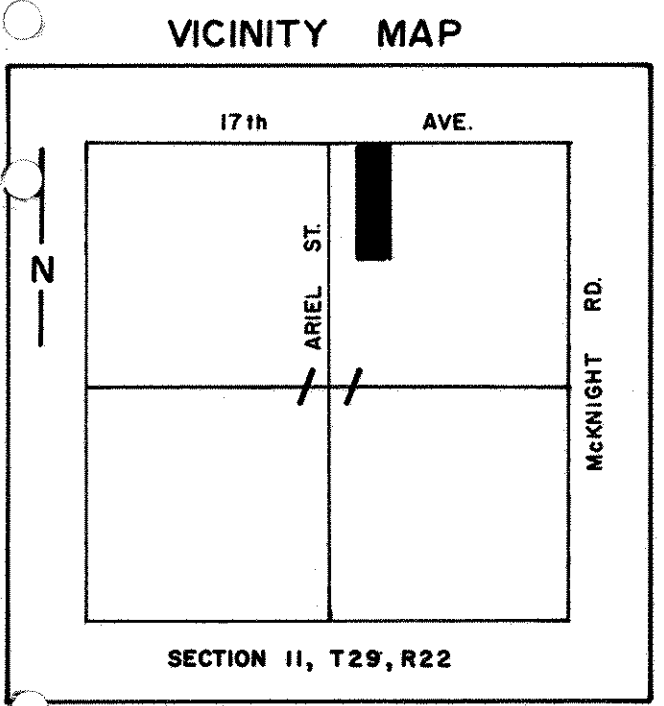 VICINITY MAP
17th AVE.
N
ARIEL ST.
McKNIGHT RD.
SECTION 11, T29, R22